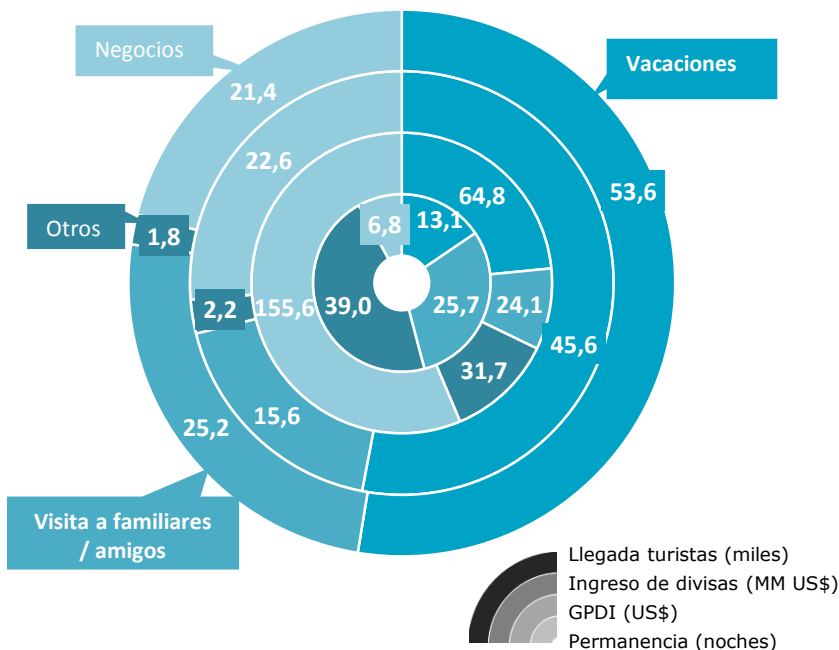 Negocios
Vacaciones
21,4
22,6
64,8
53,6
Otros
1,8
6,8
13,1
2,2
155,6
39,0
25,7
24,1
45,6
31,7
15,6
25,2
Visita a familiares
/ amigos
Llegada turistas (miles)
Ingreso de divisas (MM US$)
GPDI (US$)
Permanencia (noches)